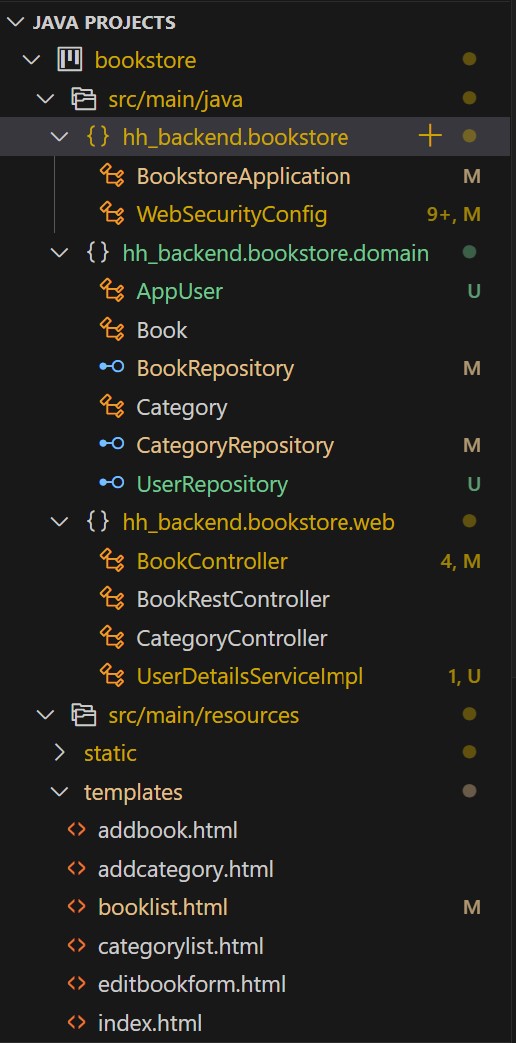 JAVA PROJECTS
bookstore
src/main/java
{} hh_backend.bookstore +
BookstoreApplication M
WebSecurityConfig 9+, M
{} hh_backend.bookstore.domain
AppUser U
Book
BookRepository M
Category
CategoryRepository M
UserRepository U
{} hh_backend.bookstore.web
BookController 4, M
BookRestController
CategoryController
UserDetailsServiceImpl 1, U
src/main/resources
static
templates
<> addbook.html
<> addcategory.html
<> booklist.html M
<> categorylist.html
<> editbookform.html
<> index.html